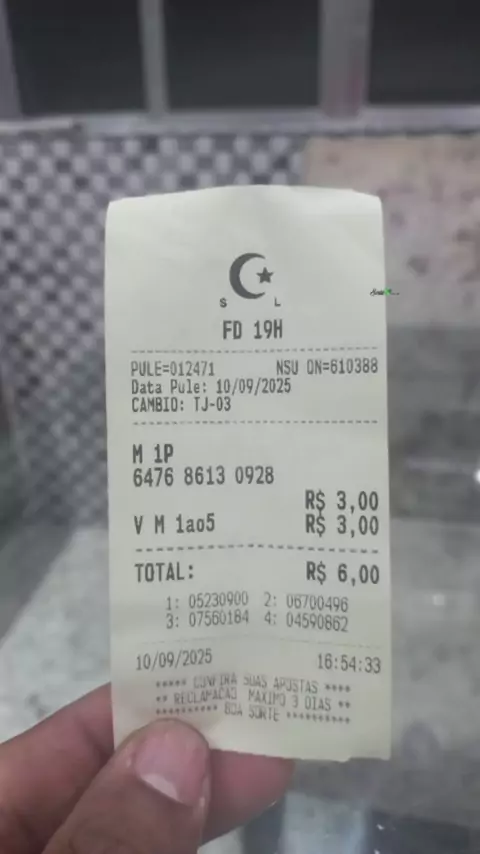 S L
FD 19H
PULE=012471 NSU ON=610388
Data Pule: 10/09/2025
CAMBIO: TJ-03
M 1P
6476 8613 0928
R$ 3,00
V M 1ao5 R$ 3,00
TOTAL: R$ 6,00
1: 05230900 2: 06700496
3: 07560184 4: 04590862
10/09/2025 16:54:33
***** CONFIRA SUAS APOSTAS ****
** RECLAMACAO MAXIMO 3 DIAS **
********** BOA SORTE **********